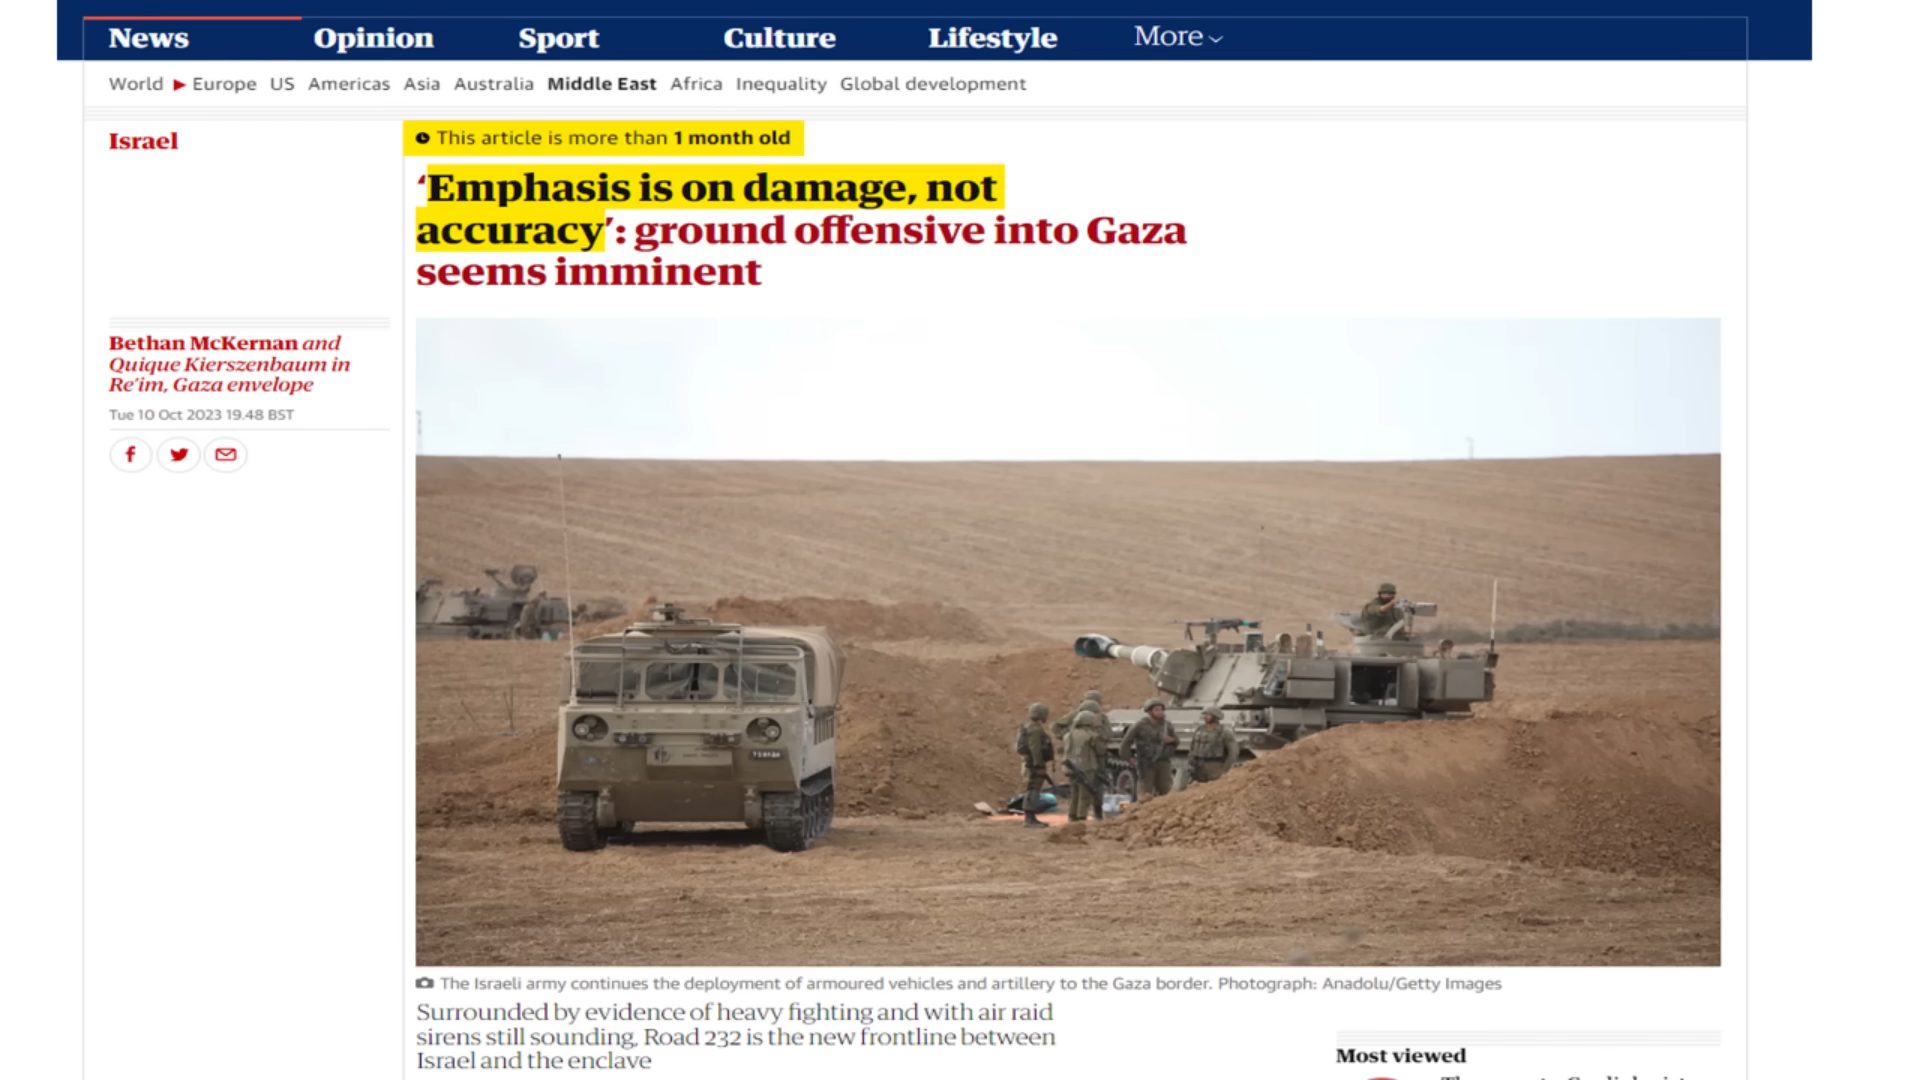 News Opinion Sport Culture Lifestyle More
World Europe US Americas Asia Australia Middle East Africa Inequality Global development
Israel
This article is more than 1 month old
‘Emphasis is on damage, not
accuracy’: ground offensive into Gaza
seems imminent
Bethan McKernan and
Quique Kierszenbaum in
Re’im, Gaza envelope
Tue 10 Oct 2023 19.48 BST
The Israeli army continues the deployment of armoured vehicles and artillery to the Gaza border. Photograph: Anadolu/Getty Images
Surrounded by evidence of heavy fighting and with air raid
sirens still sounding, Road 232 is the new frontline between
Israel and the enclave
Most viewed